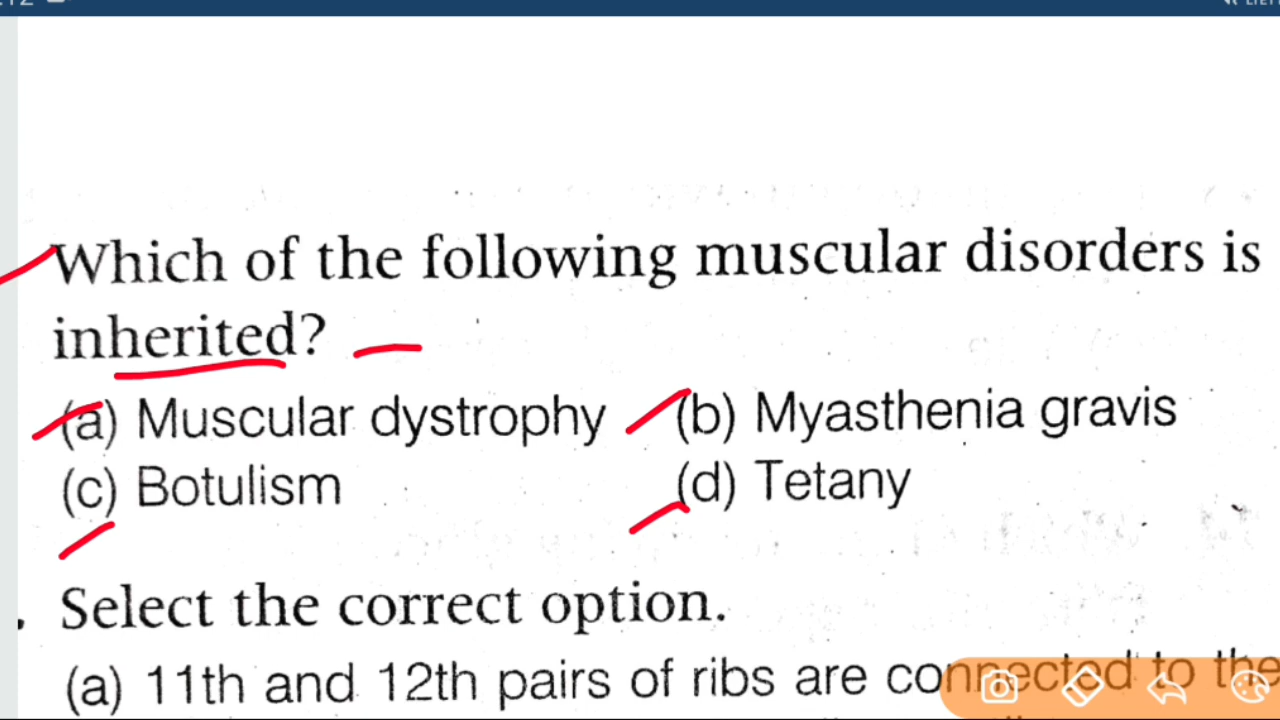 Which of the following muscular disorders is
inherited?
(a) Muscular dystrophy (b) Myasthenia gravis
(c) Botulism (d) Tetany
. Select the correct option.
(a) 11th and 12th pairs of ribs are connected to the